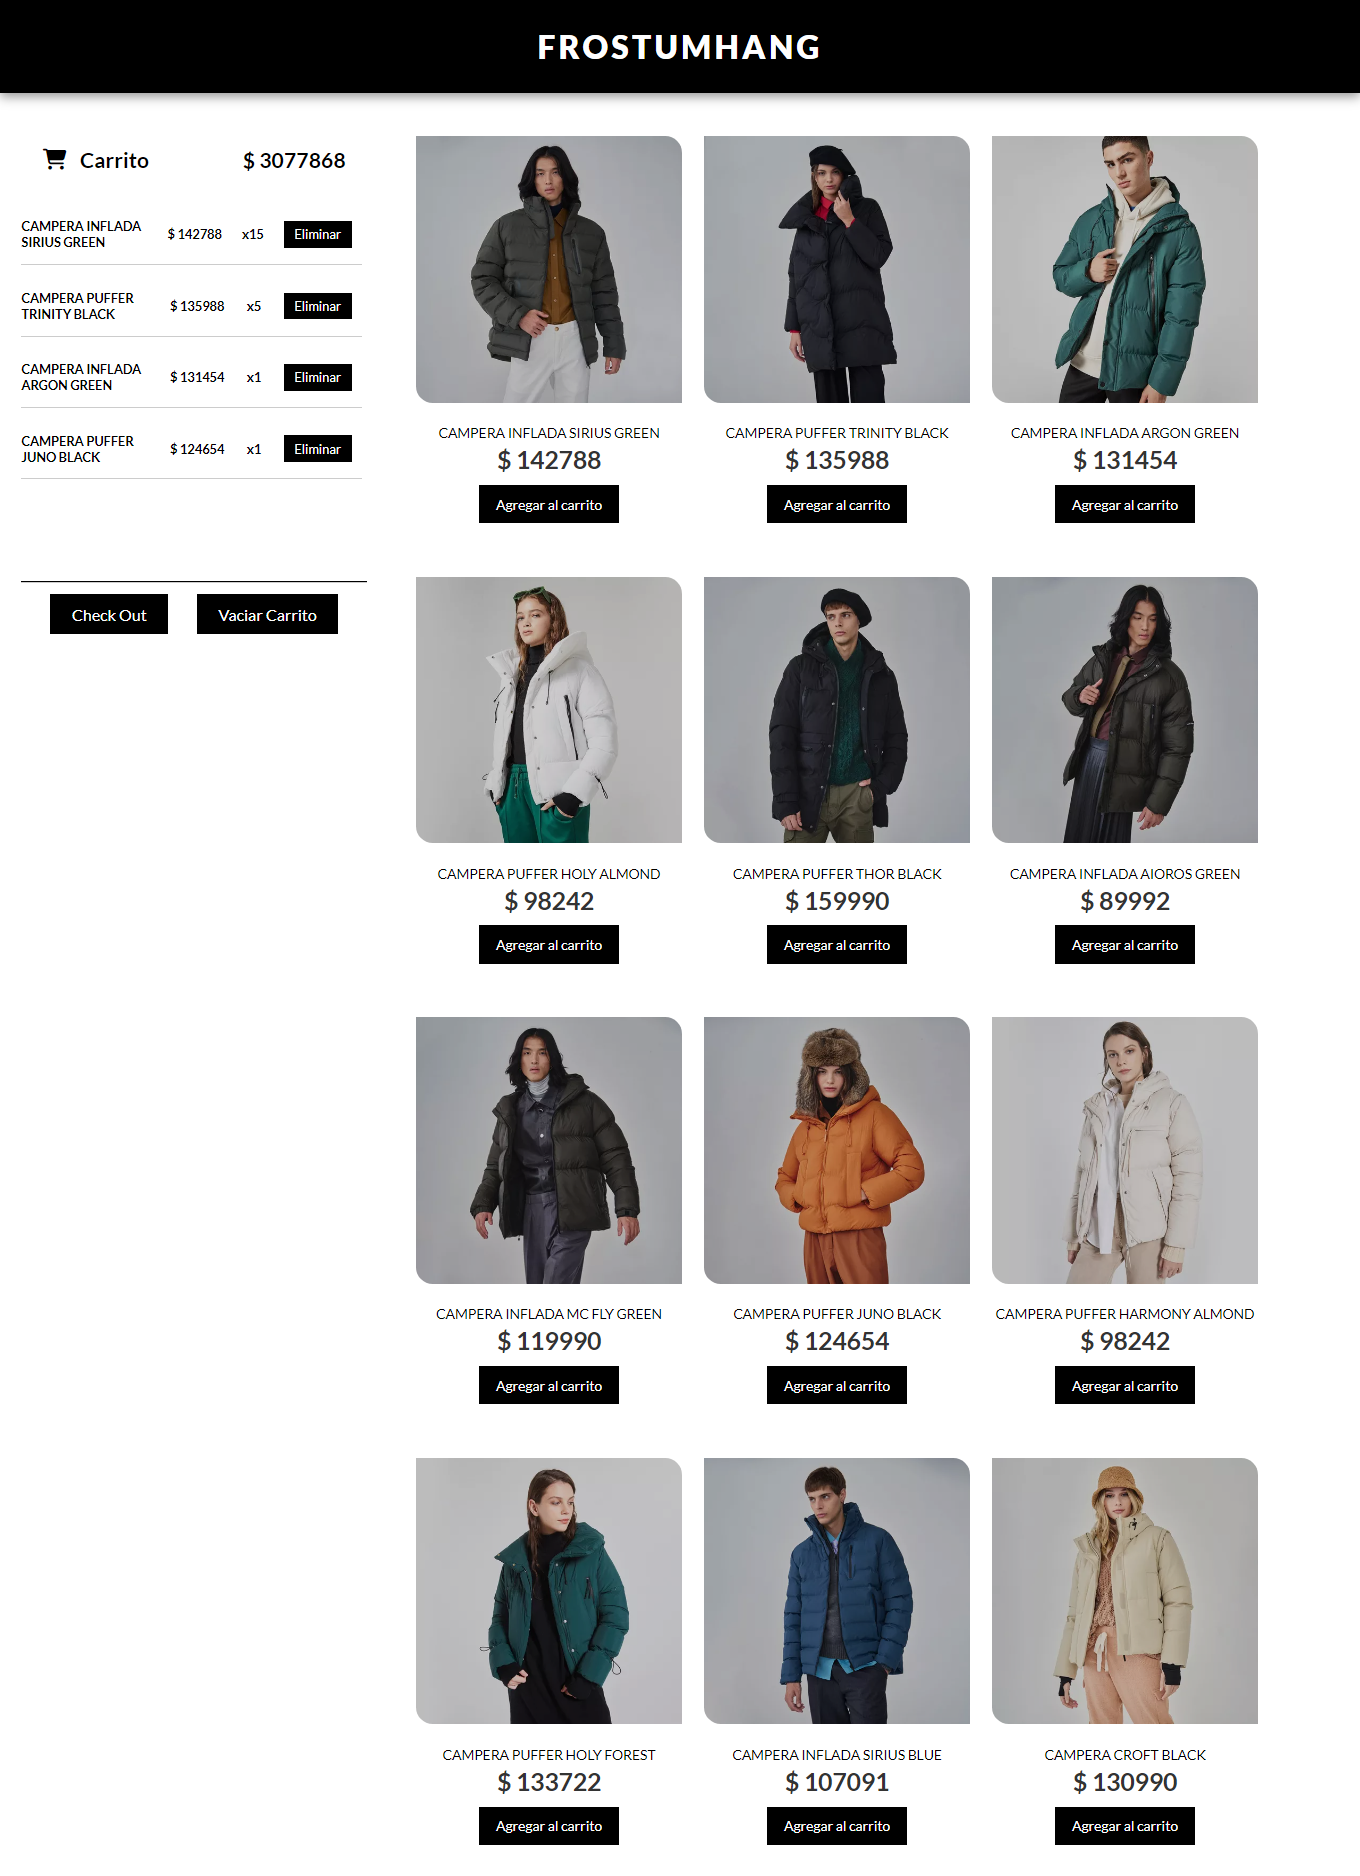 FROSTUMHANG
Carrito $ 3077868
CAMPERA INFLADA
SIRIUS GREEN
$ 142788 x15 Eliminar
CAMPERA PUFFER
TRINITY BLACK
$ 135988 x5 Eliminar
CAMPERA INFLADA
ARGON GREEN
$ 131454 x1 Eliminar
CAMPERA PUFFER
JUNO BLACK
$ 124654 x1 Eliminar
Check Out Vaciar Carrito
CAMPERA INFLADA SIRIUS GREEN
$ 142788
Agregar al carrito
CAMPERA PUFFER TRINITY BLACK
$ 135988
Agregar al carrito
CAMPERA INFLADA ARGON GREEN
$ 131454
Agregar al carrito
CAMPERA PUFFER HOLY ALMOND
$ 98242
Agregar al carrito
CAMPERA PUFFER THOR BLACK
$ 159990
Agregar al carrito
CAMPERA INFLADA AIOROS GREEN
$ 89992
Agregar al carrito
CAMPERA INFLADA MC FLY GREEN
$ 119990
Agregar al carrito
CAMPERA PUFFER JUNO BLACK
$ 124654
Agregar al carrito
CAMPERA PUFFER HARMONY ALMOND
$ 98242
Agregar al carrito
CAMPERA PUFFER HOLY FOREST
$ 133722
Agregar al carrito
CAMPERA INFLADA SIRIUS BLUE
$ 107091
Agregar al carrito
CAMPERA CROFT BLACK
$ 130990
Agregar al carrito